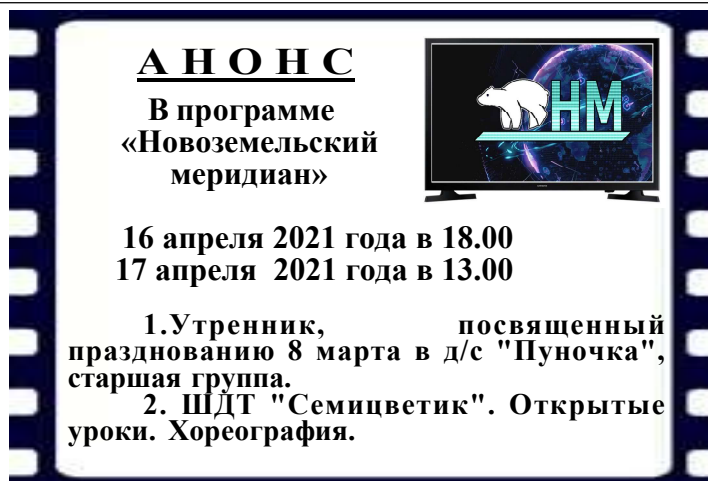 А Н О Н С
НМ
В программе
«Новоземельский
меридиан»
16 апреля 2021 года в 18.00
17 апреля 2021 года в 13.00
1.Утренник, посвященный
празднованию 8 марта в д/с "Пуночка",
старшая группа.
2. ШДТ "Семицветик". Открытые
уроки. Хореография.